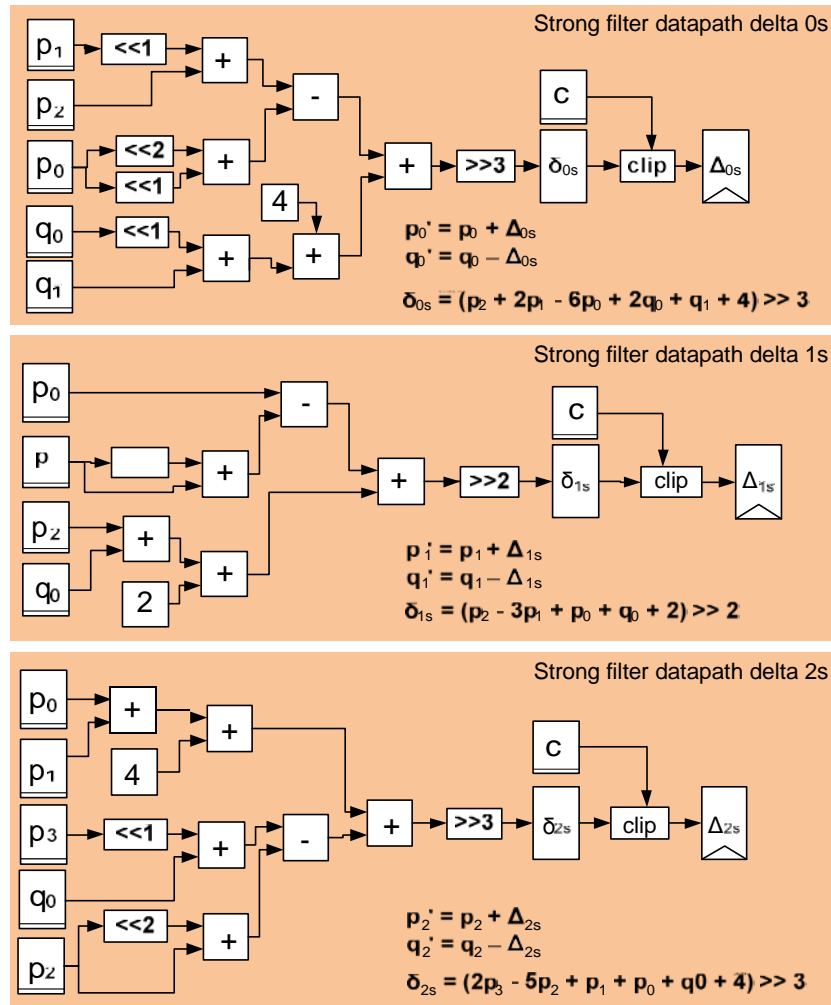 Strong filter datapath delta 0s
p₁
<<1
+
p₂
-
C
p₀
<<2
<<1
+
+
>>3
δ₀ₛ
clip
Δ₀ₛ
4
q₀
<<1
+
+
q₁
p₀' = p₀ + Δ₀ₛ
q₀' = q₀ – Δ₀ₛ
δ₀ₛ = (p₂ + 2p₁ - 6p₀ + 2q₀ + q₁ + 4) >> 3
Strong filter datapath delta 1s
p₀
-
C
p
+
+
>>2
δ₁ₛ
clip
Δ₁ₛ
p₂
+
+
q₀
2
p₁' = p₁ + Δ₁ₛ
q₁' = q₁ – Δ₁ₛ
δ₁ₛ = (p₂ - 3p₁ + p₀ + q₀ + 2) >> 2
Strong filter datapath delta 2s
p₀
+
+
p₁
4
C
p₃
<<1
+
-
+
>>3
δ₂ₛ
clip
Δ₂ₛ
q₀
<<2
+
p₂
p₂' = p₂ + Δ₂ₛ
q₂' = q₂ – Δ₂ₛ
δ₂ₛ = (2p₃ - 5p₂ + p₁ + p₀ + q0 + 4) >> 3